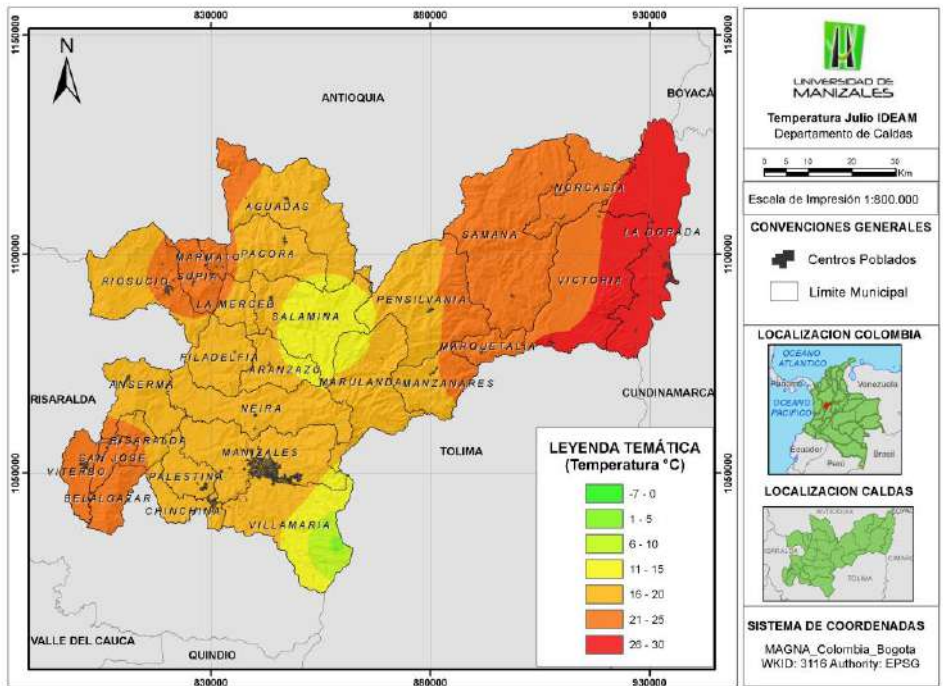 830000
880000
930000
1150000
1150000
N
ANTIOQUIA
BOYACÁ
AGUADAS
NORCASIA
SAMANA
LA DORADA
1100000
1100000
MARMATO
PACORA
RIOSUCIO
SUPIA
VICTORIA
LA MERCED
PENSILVANIA
SALAMINA
MARQUETALIA
FILADELFIA
ARANZAZU
ANSERMA
MARULANDA
MANZANARES
CUNDINAMARCA
RISARALDA
NEIRA
RISARALDA
MANIZALES
TOLIMA
SAN JOSE
VITERBO
PALESTINA
BELALCAZAR
CHINCHINA
VILLAMARIA
1050000
1050000
LEYENDA TEMÁTICA
(Temperatura °C)
-7 - 0
1 - 5
6 - 10
11 - 15
16 - 20
21 - 25
26 - 30
VALLE DEL CAUCA
QUINDIO
830000
880000
930000
UNIVERSIDAD DE
MANIZALES
Temperatura Julio IDEAM
Departamento de Caldas
0 5 10 20 30
Km
Escala de Impresión 1:800.000
CONVENCIONES GENERALES
Centros Poblados
Límite Municipal
LOCALIZACION COLOMBIA
OCEANO
ATLANTICO
Panamá
Venezuela
OCEANO
PACIFICO
Ecuador
Perú
Brasil
LOCALIZACION CALDAS
ANTIOQUIA
TOLIMA
SISTEMA DE COORDENADAS
MAGNA_Colombia_Bogota
WKID: 3116 Authority: EPSG